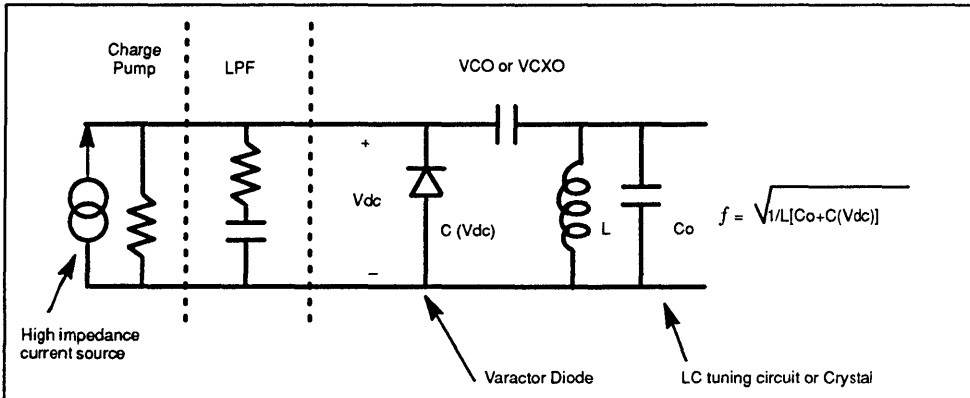 Charge
Pump
LPF
VCO or VCXO
+
Vdc
–
C (Vdc)
L
Co
f = √1/L[Co+C(Vdc)]
High impedance
current source
Varactor Diode
LC tuning circuit or Crystal